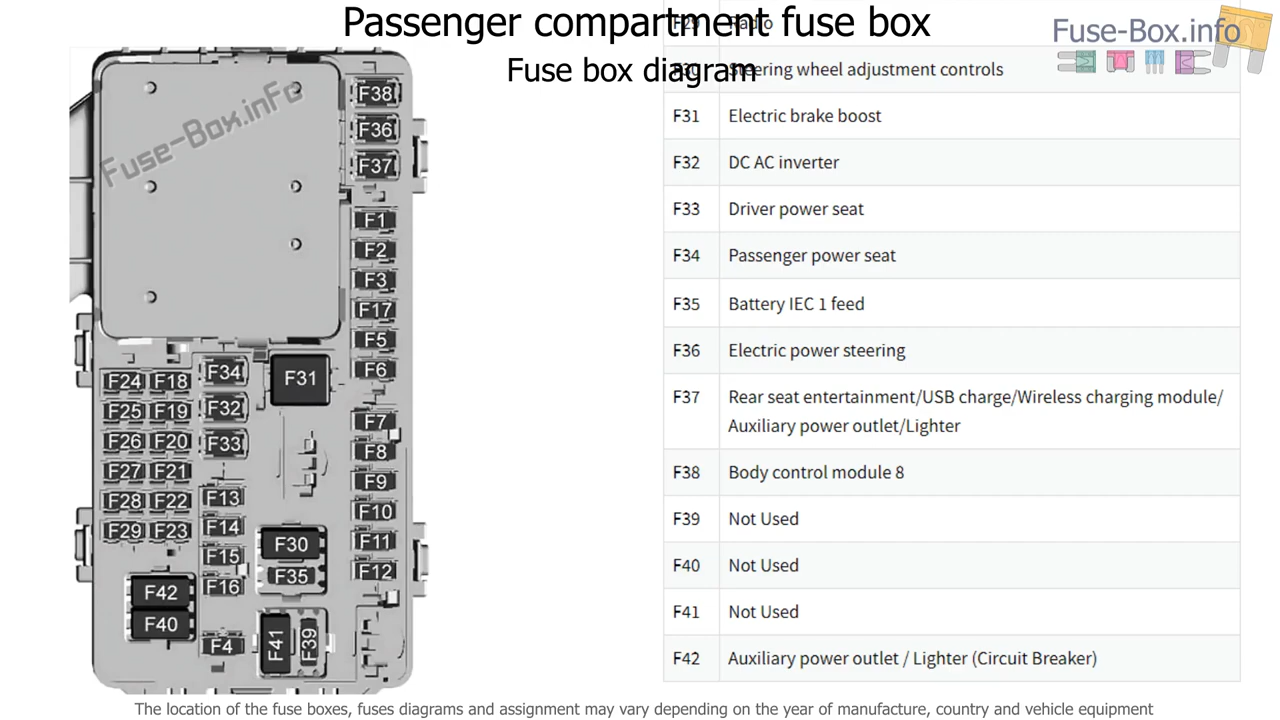 Passenger compartment fuse box
Fuse box diagram
Fuse-Box.info
Fuse-Box.info
F38
F36
F37
F1
F2
F3
F17
F5
F6
F7
F8
F9
F10
F11
F12
F34
F32
F33
F31
F24 F18
F25 F19
F26 F20
F27 F21
F28 F22
F29 F23
F13
F14
F15
F16
F4
F30
F35
F42
F40
F41
F39
F29 Radio
F30 Steering wheel adjustment controls
F31 Electric brake boost
F32 DC AC inverter
F33 Driver power seat
F34 Passenger power seat
F35 Battery IEC 1 feed
F36 Electric power steering
F37 Rear seat entertainment/USB charge/Wireless charging module/
Auxiliary power outlet/Lighter
F38 Body control module 8
F39 Not Used
F40 Not Used
F41 Not Used
F42 Auxiliary power outlet / Lighter (Circuit Breaker)
The location of the fuse boxes, fuses diagrams and assignment may vary depending on the year of manufacture, country and vehicle equipment